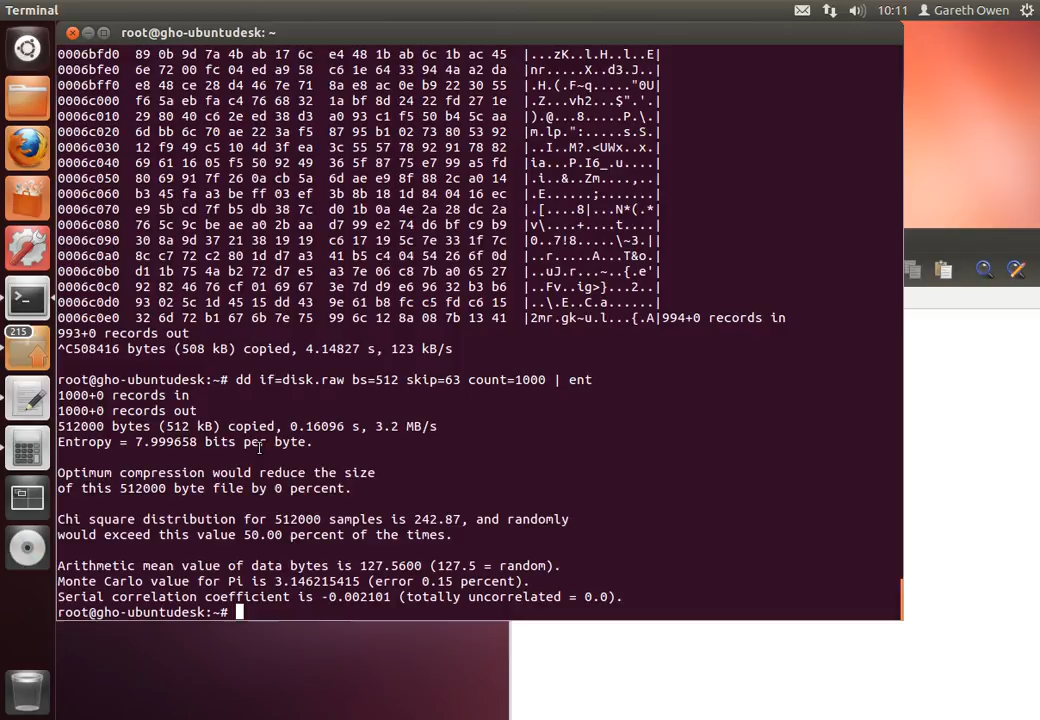 Terminal
10:11
Gareth Owen
root@gho-ubuntudesk: ~
0006bfd0  89 0b 9d 7a 4b ab 17 6c  e4 48 1b ab 6c 1b ac 45  |...zK..l.H..l..E|
0006bfe0  6e 72 00 fc 04 ed a9 58  c6 1e 64 33 94 4a a2 da  |nr.....X..d3.J..|
0006bff0  e8 48 ce 28 d4 46 7e 71  8e a8 ec 0e b9 22 30 55  |.H.(.F~q....."0U|
0006c000  f6 5a eb fa c4 76 68 32  1a bf 8d 24 22 fd 27 1e  |.Z...vh2...$".'.|
0006c010  29 80 40 c6 2e ed 38 d3  a0 93 c1 f5 50 b4 5c aa  |).@...8.....P.\.|
0006c020  6d bb 6c 70 ae 22 3a f5  87 95 b1 02 73 80 53 92  |m.lp.":.....s.S.|
0006c030  12 f9 49 c5 10 4d 3f ea  3c 55 57 78 92 91 78 82  |..I..M?.<UWx..x.|
0006c040  69 61 16 05 f5 50 92 49  36 5f 87 75 e7 99 a5 fd  |ia...P.I6_.u....|
0006c050  80 69 91 7f 26 0a cb 5a  6d ae e9 8f 88 2c a0 14  |.i..&..Zm....,..|
0006c060  b3 45 fa a3 be ff 03 ef  3b 8b 18 1d 84 04 16 ec  |.E......;.......|
0006c070  e9 5b cd 7f b5 db 38 7c  d0 1b 0a 4e 2a 28 dc 2a  |.[....8|...N*(.*|
0006c080  76 5c 9c be ae a0 2b aa  d7 99 e2 74 d6 bf c9 b9  |v\....+....t....|
0006c090  30 8a 9d 37 21 38 19 19  c6 17 19 5c 7e 33 1f 7c  |0..7!8.....\~3.||
0006c0a0  8c c7 72 c2 80 1d d7 a3  41 b5 c4 04 54 26 6f 0d  |..r.....A...T&o.|
0006c0b0  d1 1b 75 4a b2 72 d7 e5  a3 7e 06 c8 7b a0 65 27  |..uJ.r...~..{.e'|
0006c0c0  92 82 46 76 cf 01 69 67  3e 7d d9 e6 96 32 b3 b6  |..Fv..ig>}...2..|
0006c0d0  93 02 5c 1d 45 15 dd 43  9e 61 b8 fc c5 fd c6 15  |..\.E..C.a......|
0006c0e0  32 6d 72 b1 67 6b 7e 75  99 6c 12 8a 08 7b 13 41  |2mr.gk~u.l...{.A|994+0 records in
993+0 records out
^C508416 bytes (508 kB) copied, 4.14827 s, 123 kB/s
root@gho-ubuntudesk:~# dd if=disk.raw bs=512 skip=63 count=1000 | ent
1000+0 records in
1000+0 records out
512000 bytes (512 kB) copied, 0.16096 s, 3.2 MB/s
Entropy = 7.999658 bits per byte.
Optimum compression would reduce the size
of this 512000 byte file by 0 percent.
Chi square distribution for 512000 samples is 242.87, and randomly
would exceed this value 50.00 percent of the times.
Arithmetic mean value of data bytes is 127.5600 (127.5 = random).
Monte Carlo value for Pi is 3.146215415 (error 0.15 percent).
Serial correlation coefficient is -0.002101 (totally uncorrelated = 0.0).
root@gho-ubuntudesk:~#
215